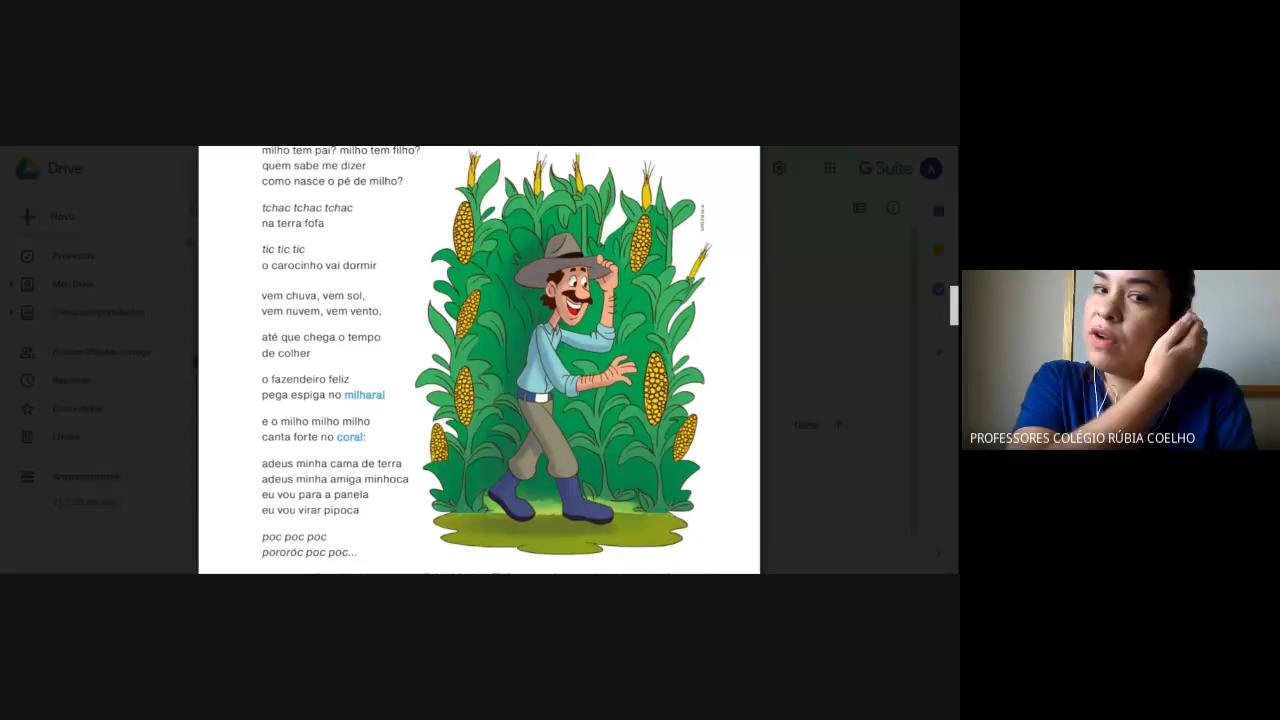 milho tem pai? milho tem filho?
quem sabe me dizer
como nasce o pé de milho?
tchac tchac tchac
na terra fofa
tic tic tic
o carocinho vai dormir
vem chuva, vem sol,
vem nuvem, vem vento,
até que chega o tempo
de colher
o fazendeiro feliz
pega espiga no milharal
e o milho milho milho
canta forte no coral:
adeus minha cama de terra
adeus minha amiga minhoca
eu vou para a panela
eu vou virar pipoca
poc poc poc
pororóc poc poc...
Drive
Novo
Meu Drive
G Suite
PROFESSORES COLÉGIO RÚBIA COELHO